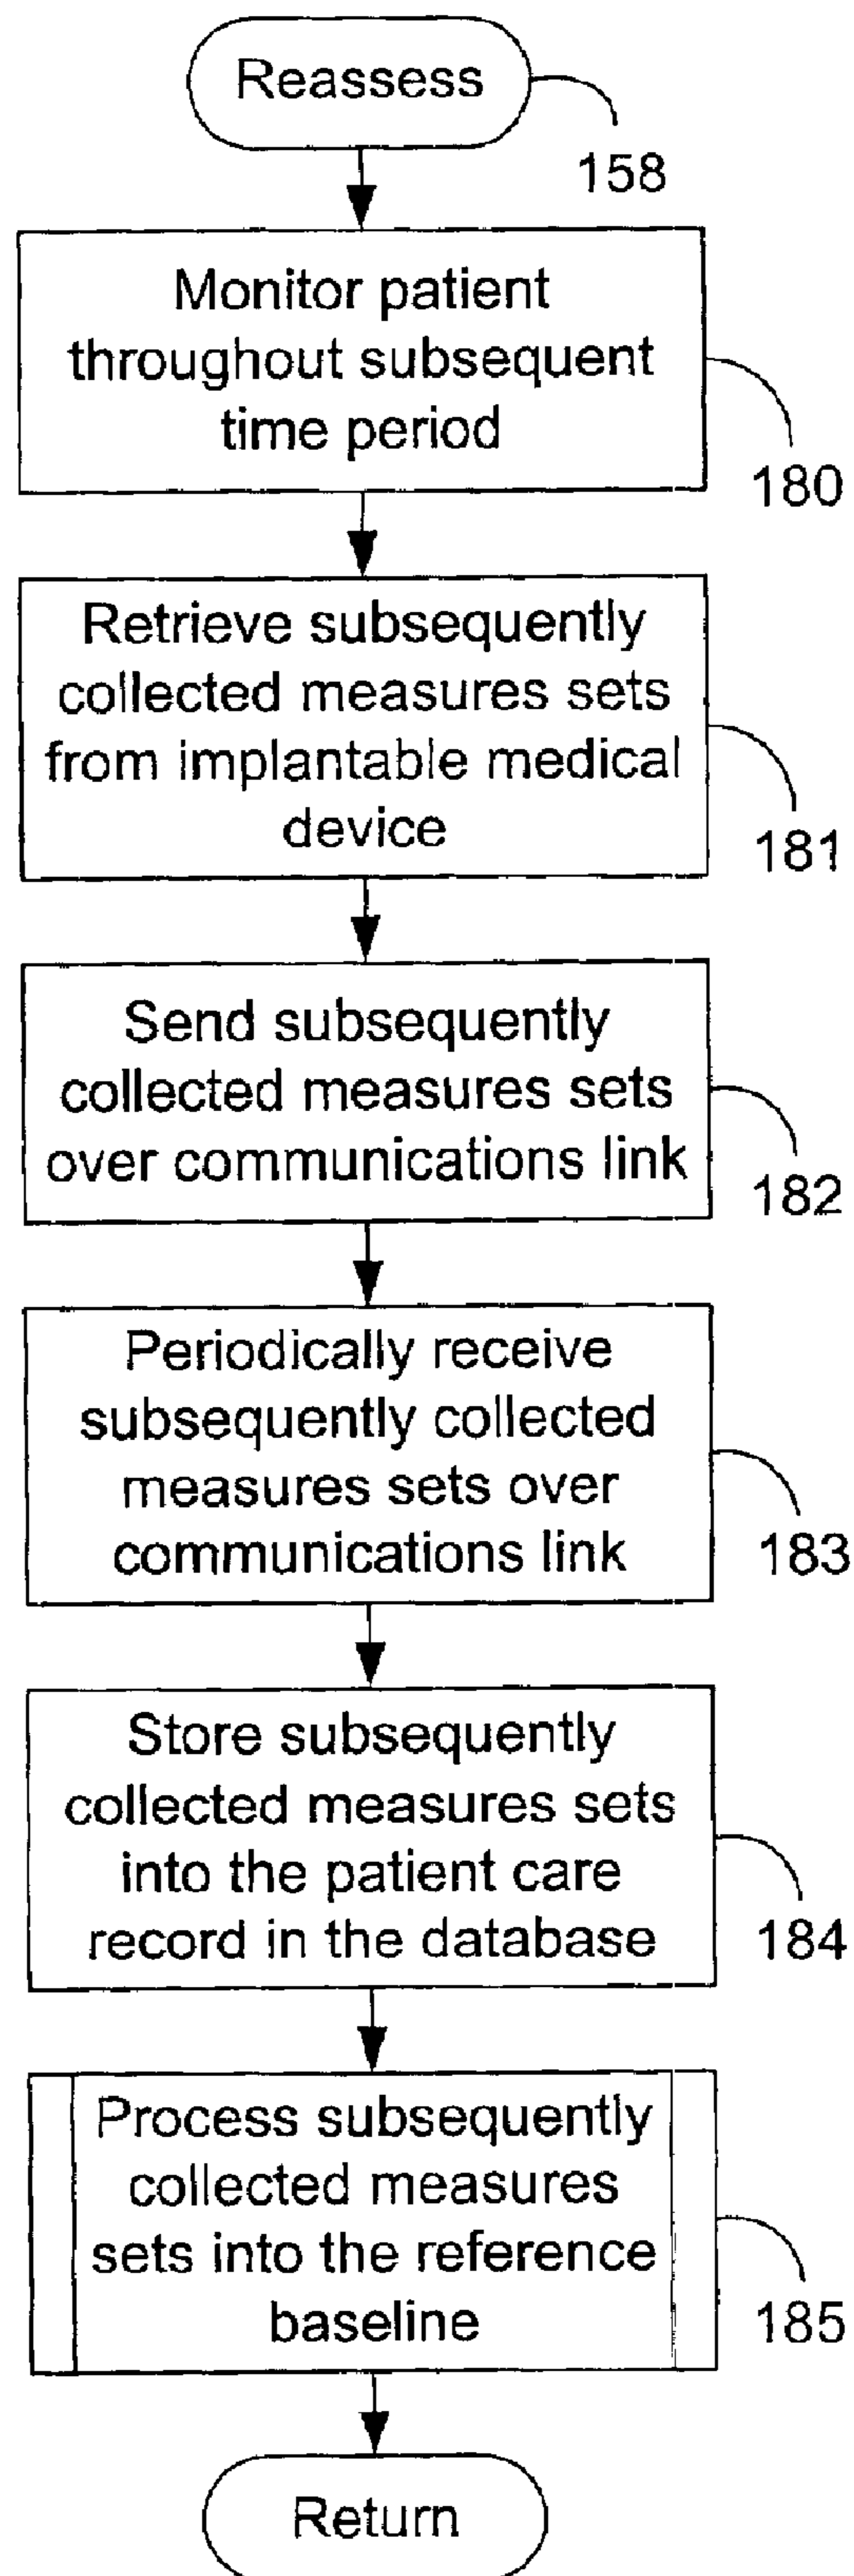 Reassess
158
Monitor patient
throughout subsequent
time period
180
Retrieve subsequently
collected measures sets
from implantable medical
device
181
Send subsequently
collected measures sets
over communications link
182
Periodically receive
subsequently collected
measures sets over
communications link
183
Store subsequently
collected measures sets
into the patient care
record in the database
184
Process subsequently
collected measures
sets into the reference
baseline
185
Return